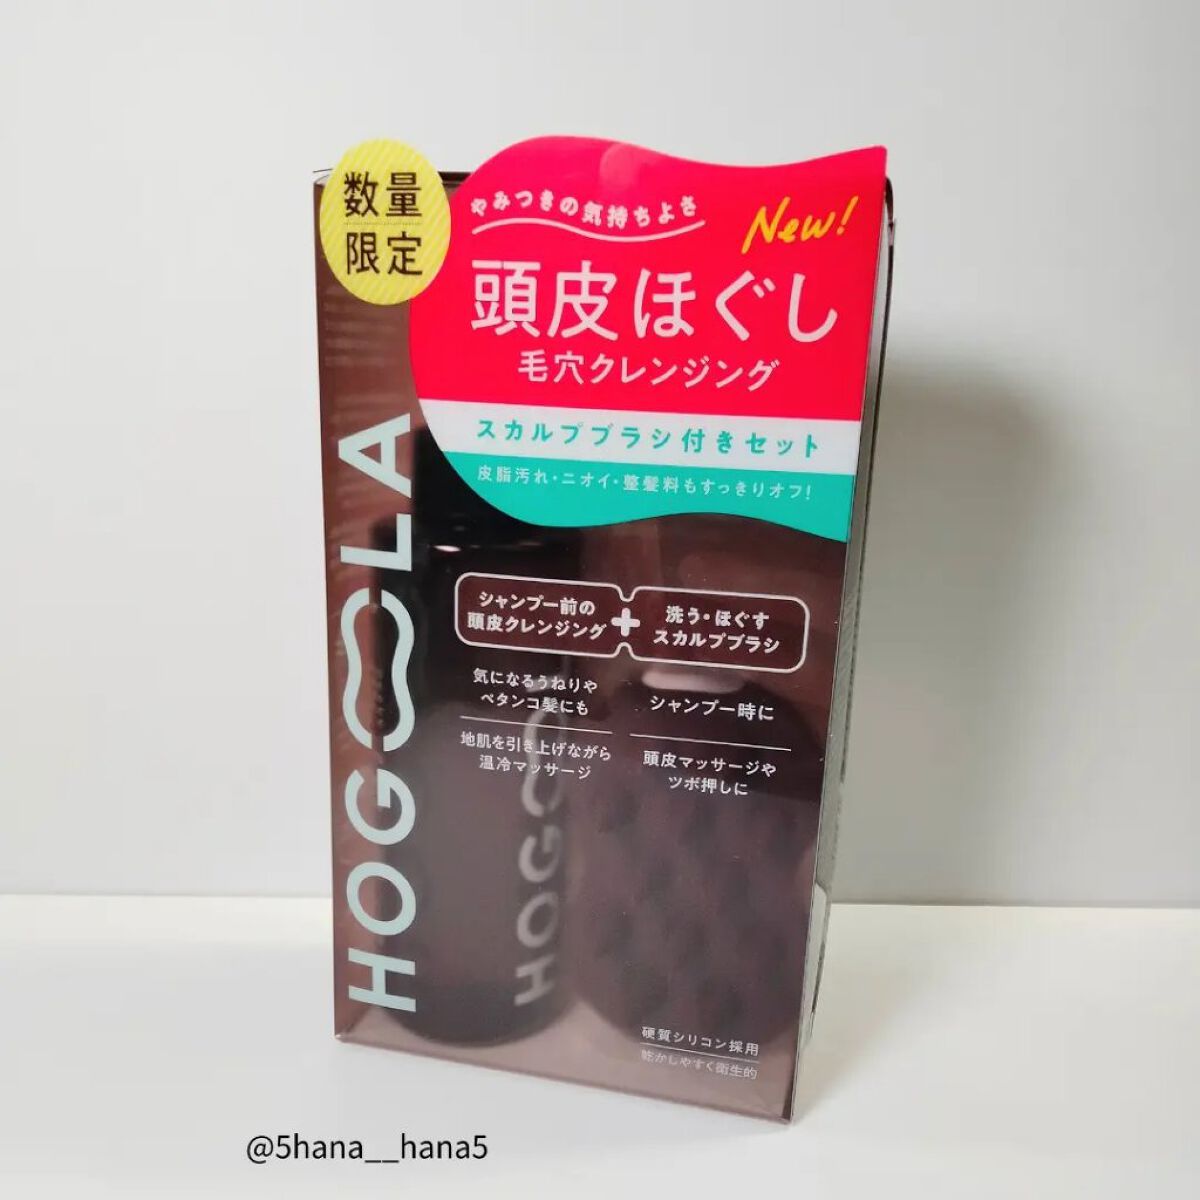 数量
限定
やみつきの気持ちよさ
New!
頭皮ほぐし
毛穴クレンジング
スカルプブラシ付きセット
皮脂汚れ・ニオイ・整髪料もすっきりオフ!
HOGOOLA
シャンプー前の
頭皮クレンジング
+
洗う・ほぐす
スカルプブラシ
気になるうねりや
ペタンコ髪にも
地肌を引き上げながら
温冷マッサージ
シャンプー時に
頭皮マッサージや
ツボ押しに
HOGO
硬質シリコン採用
乾かしやすく衛生的
@5hana__hana5